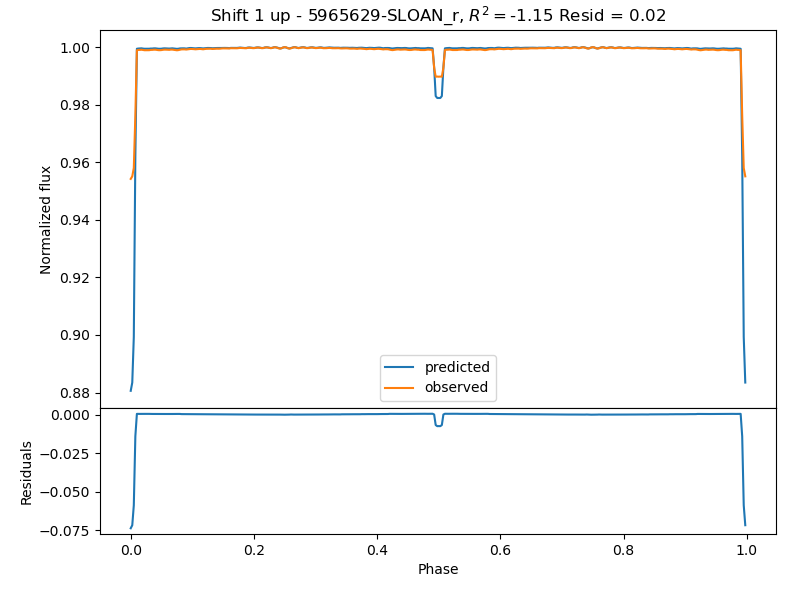 Shift 1 up - 5965629-SLOAN_r, $R^2$ = -1.15 Resid = 0.02
Normalized flux
1.00
0.98
0.96
0.94
0.92
0.90
0.88
predicted
observed
Residuals
0.000
−0.025
−0.050
−0.075
0.0 0.2 0.4 0.6 0.8 1.0
Phase